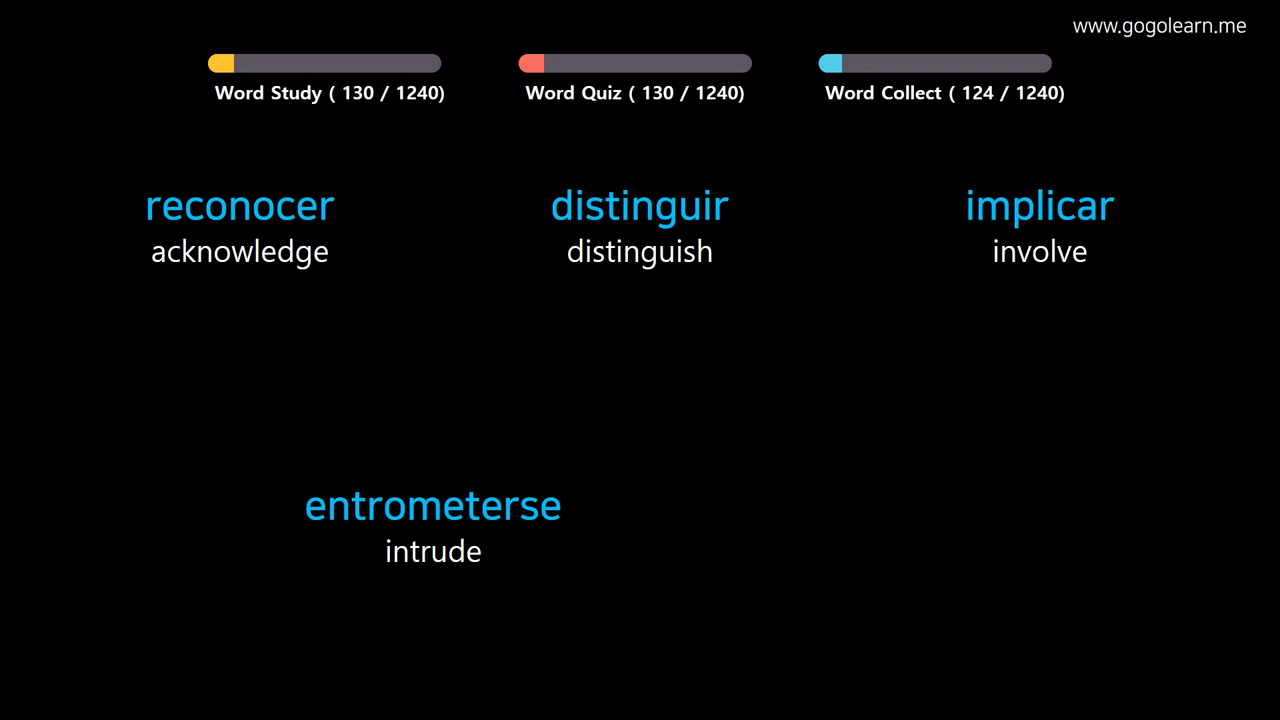 www.gogolearn.me
Word Study ( 130 / 1240)
Word Quiz ( 130 / 1240)
Word Collect ( 124 / 1240)
reconocer
acknowledge
distinguir
distinguish
implicar
involve
entrometerse
intrude